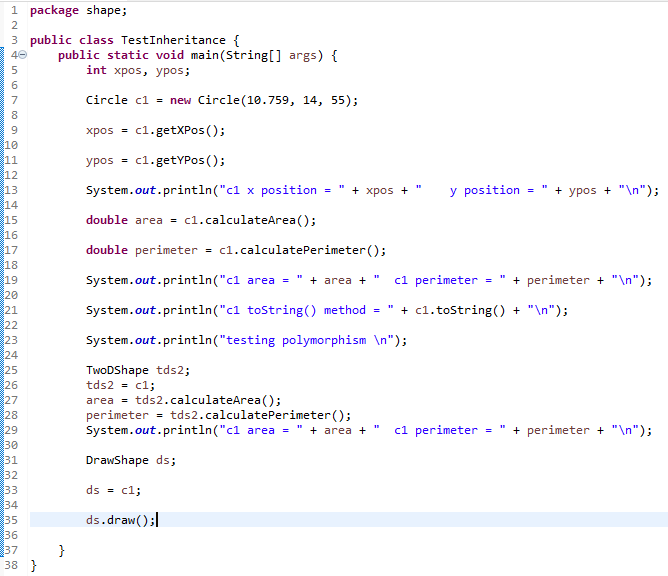 1 package shape;
2
3 public class TestInheritance {
4 public static void main(String[] args) {
5 int xpos, ypos;
6
7 Circle c1 = new Circle(10.759, 14, 55);
8
9 xpos = c1.getXPos();
10
11 ypos = c1.getYPos();
12
13 System.out.println("c1 x position = " + xpos + "    y position = " + ypos + "\n");
14
15 double area = c1.calculateArea();
16
17 double perimeter = c1.calculatePerimeter();
18
19 System.out.println("c1 area = " + area + "  c1 perimeter = " + perimeter + "\n");
20
21 System.out.println("c1 toString() method = " + c1.toString() + "\n");
22
23 System.out.println("testing polymorphism \n");
24
25 TwoDShape tds2;
26 tds2 = c1;
27 area = tds2.calculateArea();
28 perimeter = tds2.calculatePerimeter();
29 System.out.println("c1 area = " + area + "  c1 perimeter = " + perimeter + "\n");
30
31 DrawShape ds;
32
33 ds = c1;
34
35 ds.draw();
36
37 }
38 }